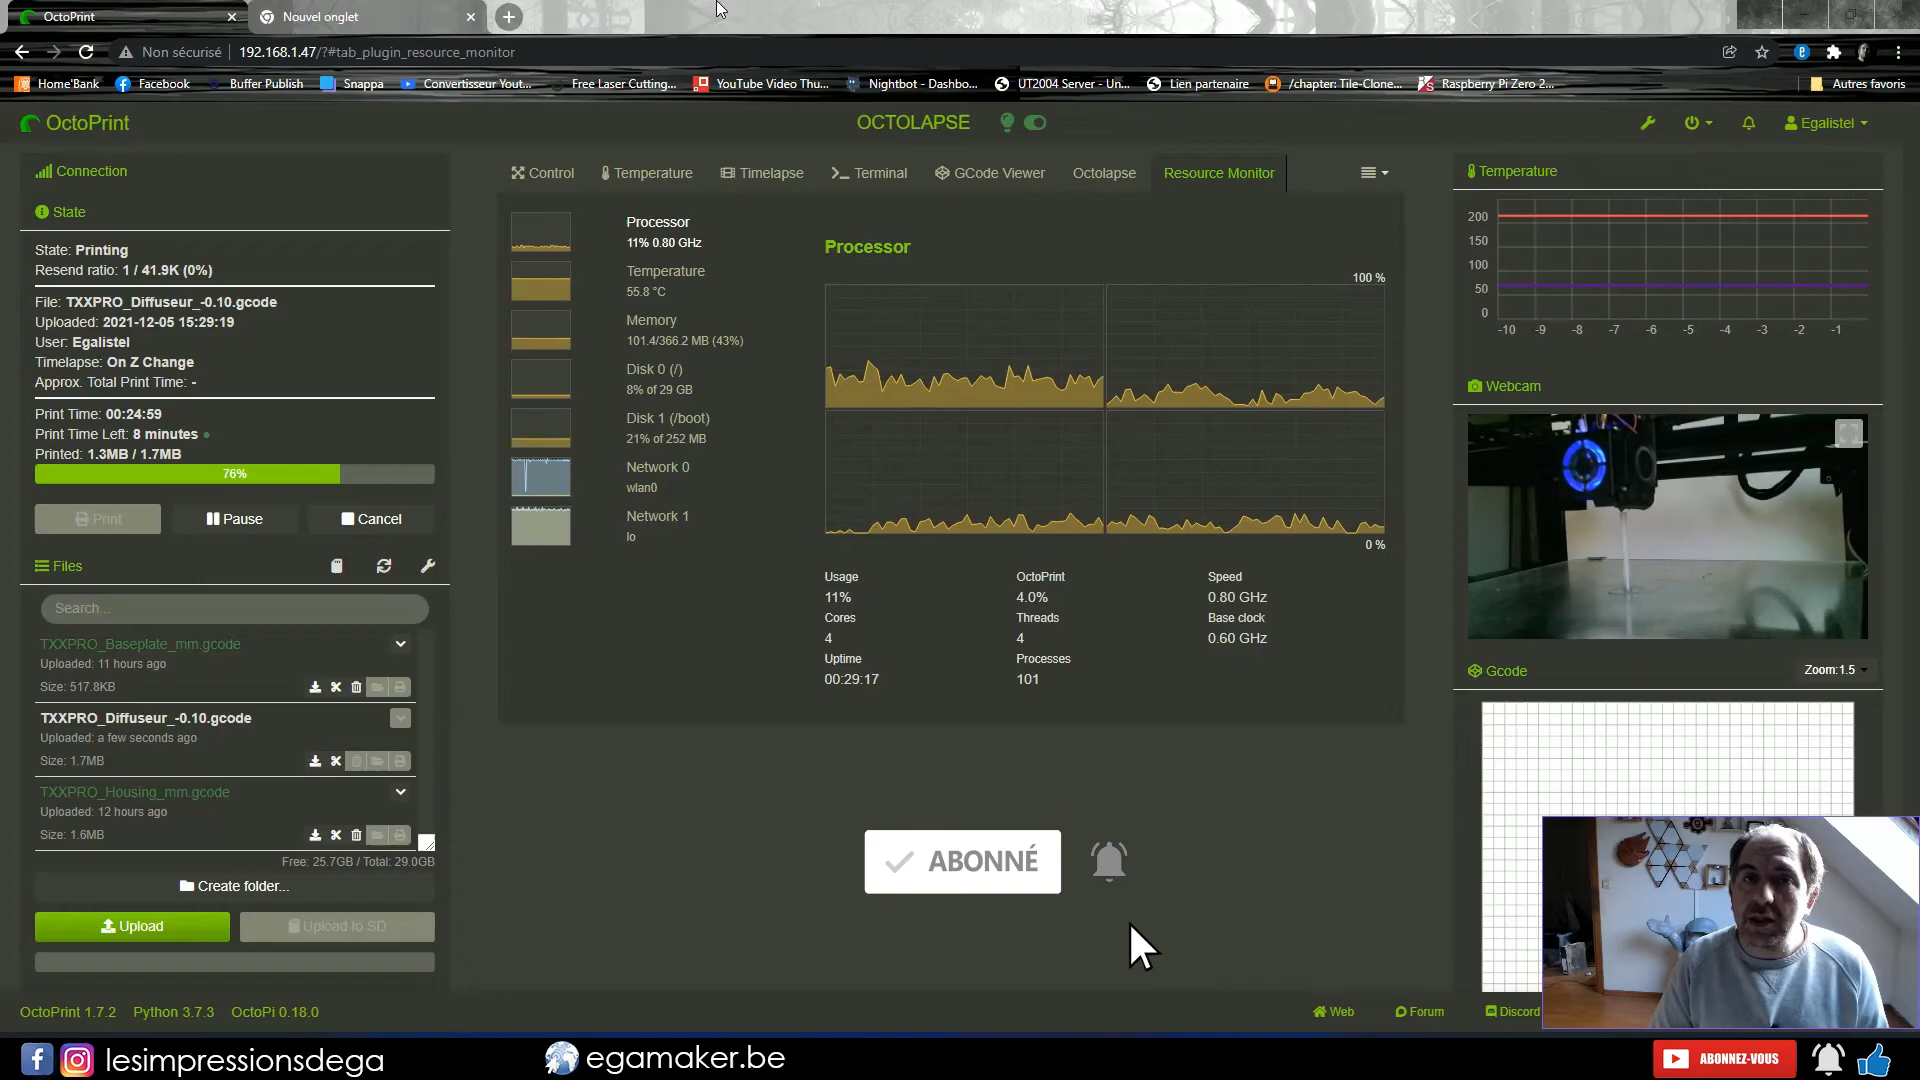 OctoPrint
Nouvel onglet
Non sécurisé
192.168.1.47/?#tab_plugin_resource_monitor
Home'Bank
Facebook
Buffer Publish
Snappa
Convertisseur Yout...
Free Laser Cutting...
YouTube Video Thu...
Nightbot - Dashbo...
UT2004 Server - Un...
Lien partenaire
/chapter: Tile-Clone...
Raspberry Pi Zero 2...
Autres favoris
OctoPrint
OCTOLAPSE
Egalistel
Connection
State
State: Printing
Resend ratio: 1 / 41.9K (0%)
File: TXXPRO_Diffuseur_-0.10.gcode
Uploaded: 2021-12-05 15:29:19
User: Egalistel
Timelapse: On Z Change
Approx. Total Print Time: -
Print Time: 00:24:59
Print Time Left: 8 minutes
Printed: 1.3MB / 1.7MB
76%
Print
Pause
Cancel
Files
Search...
TXXPRO_Baseplate_mm.gcode
Uploaded: 11 hours ago
Size: 517.8KB
TXXPRO_Diffuseur_-0.10.gcode
Uploaded: a few seconds ago
Size: 1.7MB
TXXPRO_Housing_mm.gcode
Uploaded: 12 hours ago
Size: 1.6MB
Free: 25.7GB / Total: 29.0GB
Create folder...
Upload
Upload to SD
Control
Temperature
Timelapse
Terminal
GCode Viewer
Octolapse
Resource Monitor
Processor
11% 0.80 GHz
Temperature
55.8 °C
Memory
101.4/366.2 MB (43%)
Disk 0 (/)
8% of 29 GB
Disk 1 (/boot)
21% of 252 MB
Network 0
wlan0
Network 1
lo
Processor
100 %
0 %
Usage
OctoPrint
Speed
11%
4.0%
0.80 GHz
Cores
Threads
Base clock
4
4
0.60 GHz
Uptime
Processes
00:29:17
101
ABONNÉ
Temperature
200
150
100
50
0
-10 -9 -8 -7 -6 -5 -4 -3 -2 -1
Webcam
Gcode
Zoom:1.5
OctoPrint 1.7.2
Python 3.7.3
OctoPi 0.18.0
Web
Forum
Discord
lesimpressionsdega
egamaker.be
ABONNEZ-VOUS